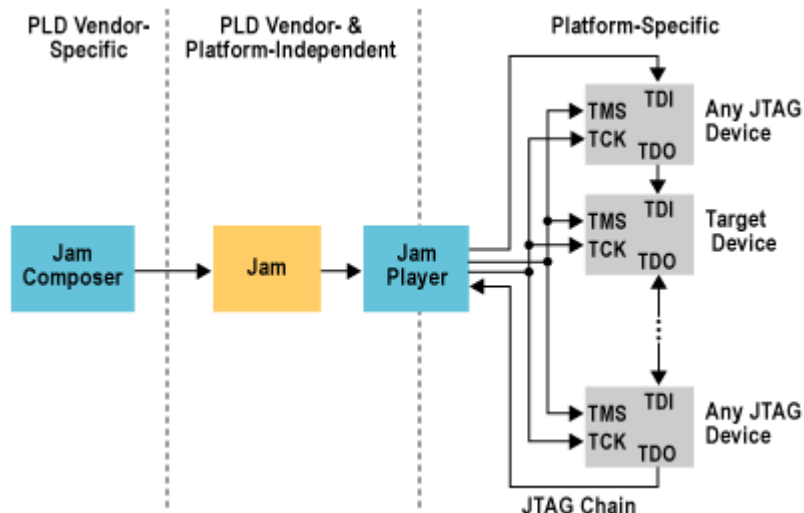 PLD Vendor-
Specific
PLD Vendor- &
Platform-Independent
Platform-Specific
TDI
TMS
TCK
TDO
Any JTAG
Device
TDI
TMS
TCK
TDO
Target
Device
Jam
Composer
Jam
Jam
Player
TDI
TMS
TCK
TDO
Any JTAG
Device
JTAG Chain